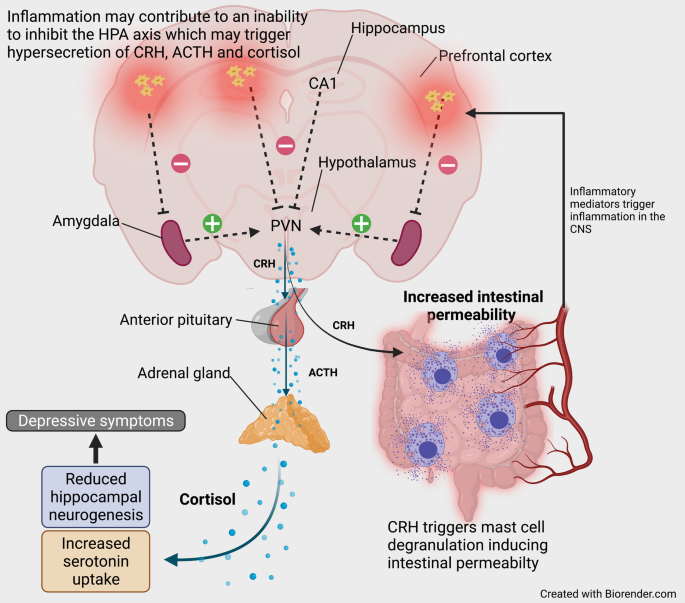 Inflammation may contribute to an inability
to inhibit the HPA axis which may trigger
hypersecretion of CRH, ACTH and cortisol
Hippocampus
Prefrontal cortex
CA1
Hypothalamus
Inflammatory
mediators trigger
inflammation in the
CNS
Amygdala
PVN
CRH
Increased intestinal
permeability
Anterior pituitary
CRH
Adrenal gland
ACTH
Depressive symptoms
Reduced
hippocampal
neurogenesis
Cortisol
Increased
serotonin
uptake
CRH triggers mast cell
degranulation inducing
intestinal permeabilty
Created with Biorender.com